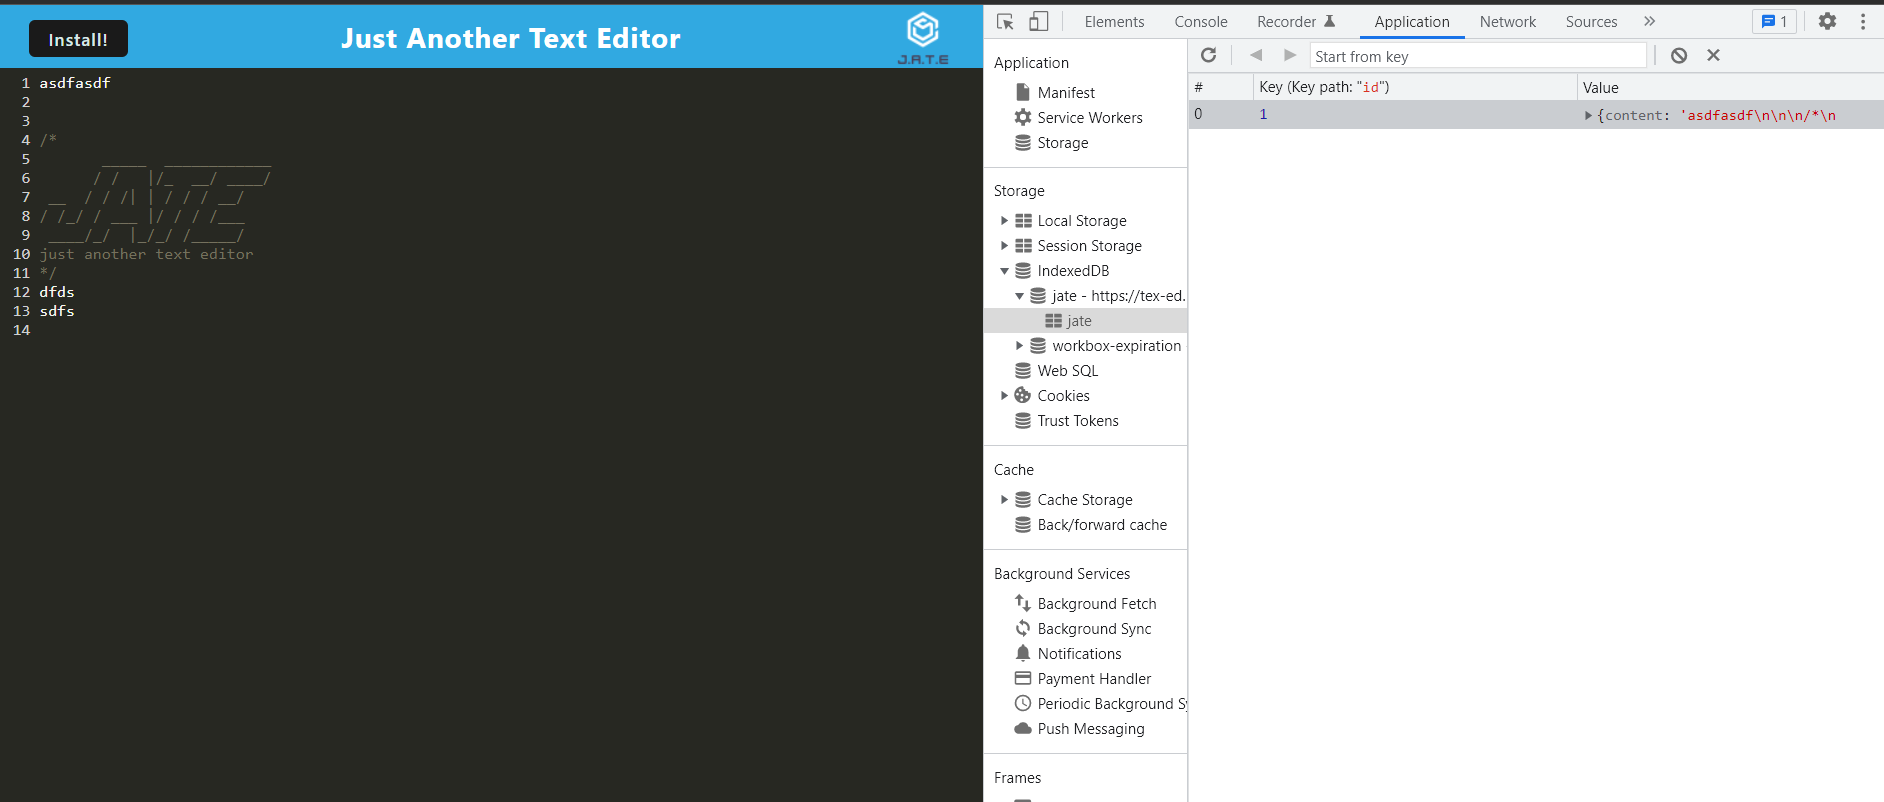 Install!
Just Another Text Editor
J.A.T.E
1 asdfasdf
2
3
4 /*
5        _____  ____________
6       / /   |/_  __/ ____/
7  __  / / /| | / / / __/
8 / /_/ / ___ |/ / / /___
9  ____/_/  |_/_/ /_____/
10 just another text editor
11 */
12 dfds
13 sdfs
14
Elements Console Recorder Application Network Sources » 1
Application
Manifest
Service Workers
Storage
Storage
Local Storage
Session Storage
IndexedDB
jate - https://tex-ed.
jate
workbox-expiration
Web SQL
Cookies
Trust Tokens
Cache
Cache Storage
Back/forward cache
Background Services
Background Fetch
Background Sync
Notifications
Payment Handler
Periodic Background Sy
Push Messaging
Frames
Start from key
# Key (Key path: "id") Value
0 1 {content: 'asdfasdf\n\n\n/*\n